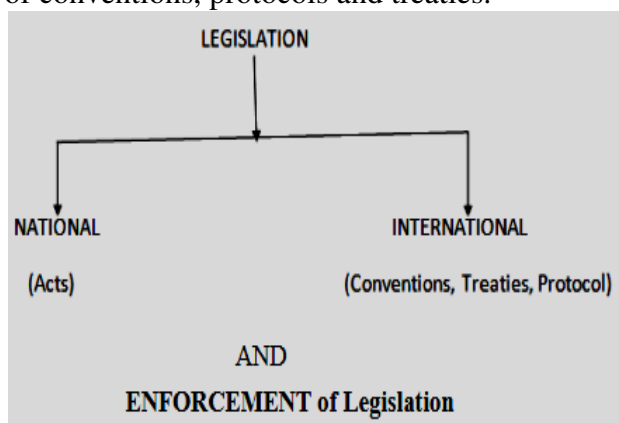 of conventions, protocols and treaties.
LEGISLATION
NATIONAL INTERNATIONAL
(Acts) (Conventions, Treaties, Protocol)
AND
ENFORCEMENT of Legislation